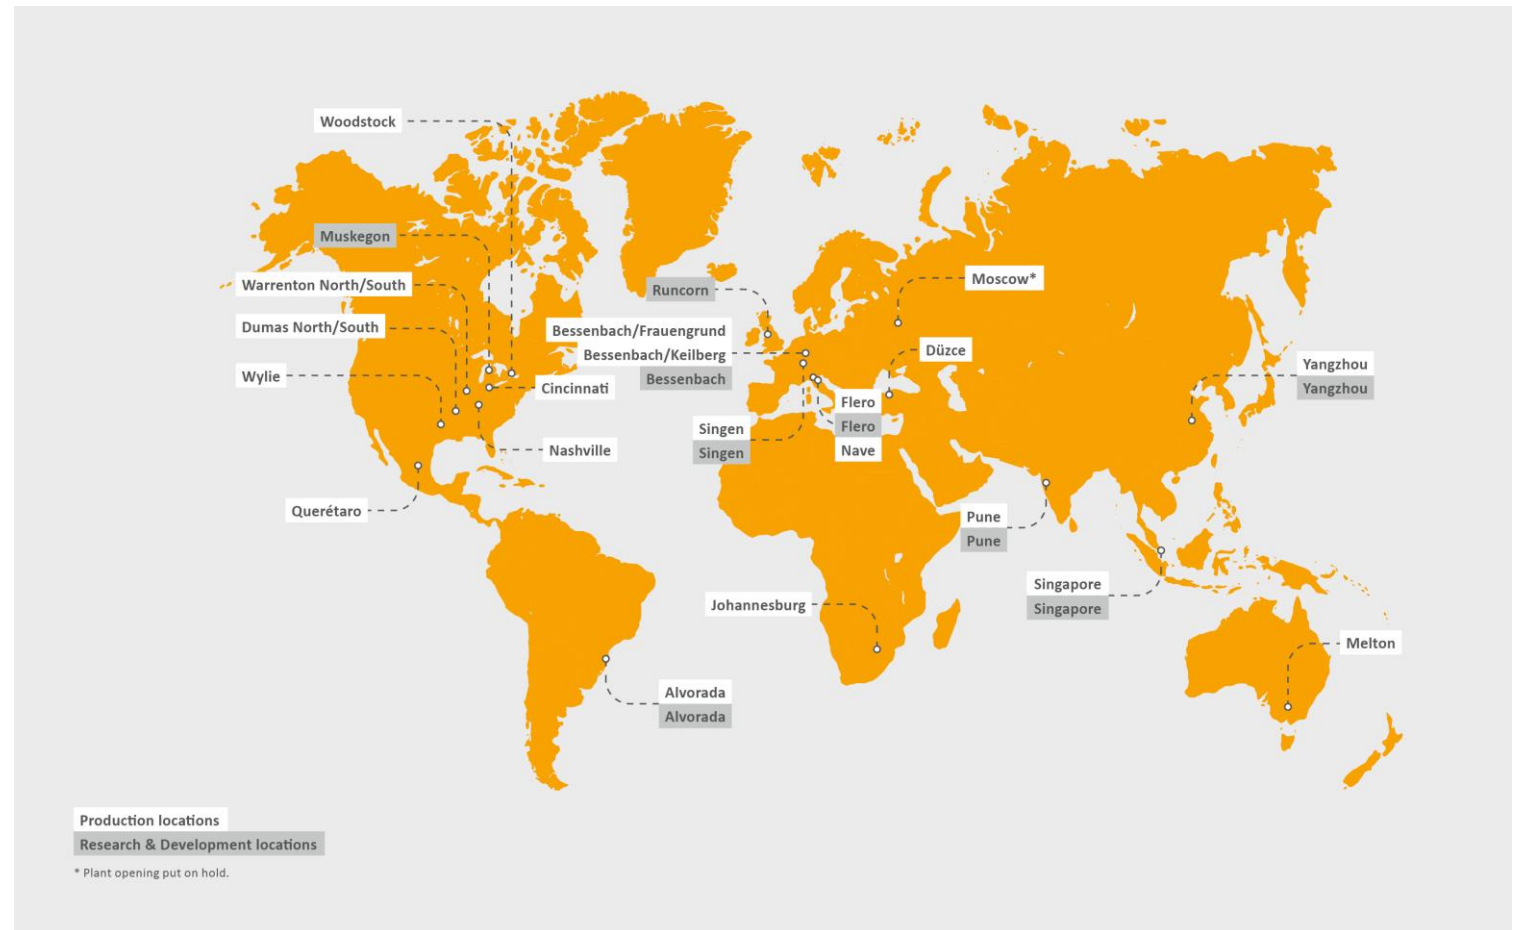 Woodstock
Muskegon
Warrenton North/South
Dumas North/South
Wylie
Cincinnati
Nashville
Querétaro
Runcorn
Bessenbach/Frauengrund
Bessenbach/Keilberg
Bessenbach
Singen
Singen
Flero
Flero
Nave
Moscow*
Düzce
Yangzhou
Yangzhou
Pune
Pune
Singapore
Singapore
Johannesburg
Melton
Alvorada
Alvorada
Production locations
Research & Development locations
* Plant opening put on hold.